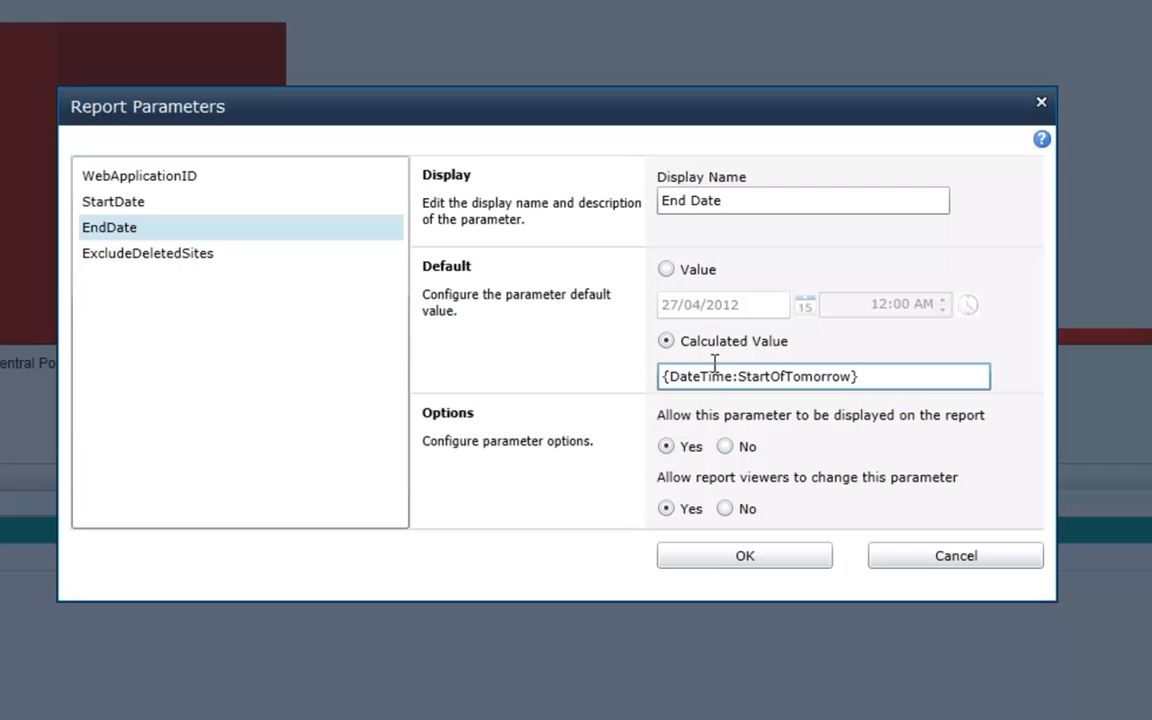 Report Parameters
?
WebApplicationID
StartDate
EndDate
ExcludeDeletedSites
Display
Edit the display name and description
of the parameter.
Display Name
End Date
Default
Configure the parameter default
value.
Value
27/04/2012
15
12:00 AM
Calculated Value
{DateTime:StartOfTomorrow}
Options
Configure parameter options.
Allow this parameter to be displayed on the report
Yes
No
Allow report viewers to change this parameter
Yes
No
OK
Cancel
entral Po